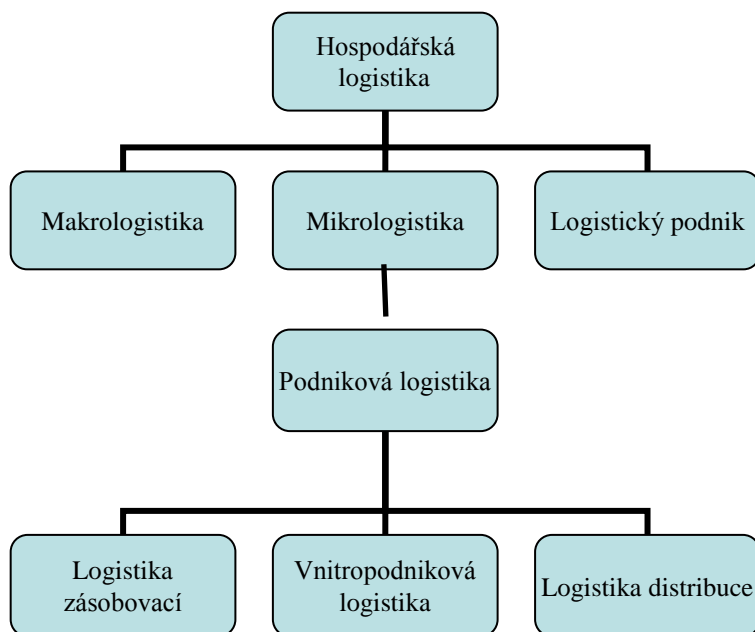 Hospodářská
logistika
Makrologistika
Mikrologistika
Logistický podnik
Podniková logistika
Logistika
zásobovací
Vnitropodniková
logistika
Logistika distribuce